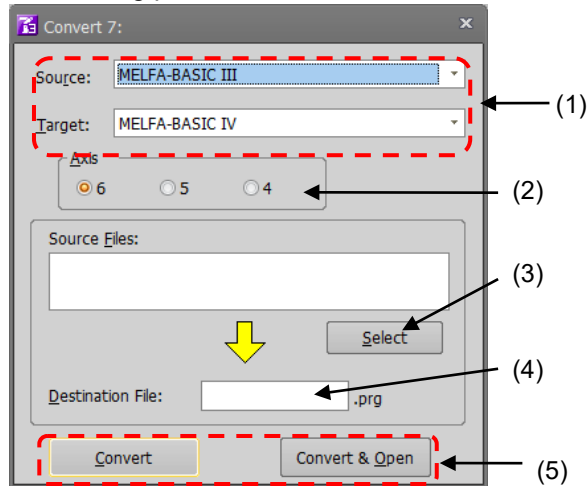 Convert 7:
Source: MELFA-BASIC III
(1)
Target: MELFA-BASIC IV
Axis
6 5 4
(2)
Source Files:
(3)
Select
(4)
Destination File: .prg
Convert Convert & Open
(5)